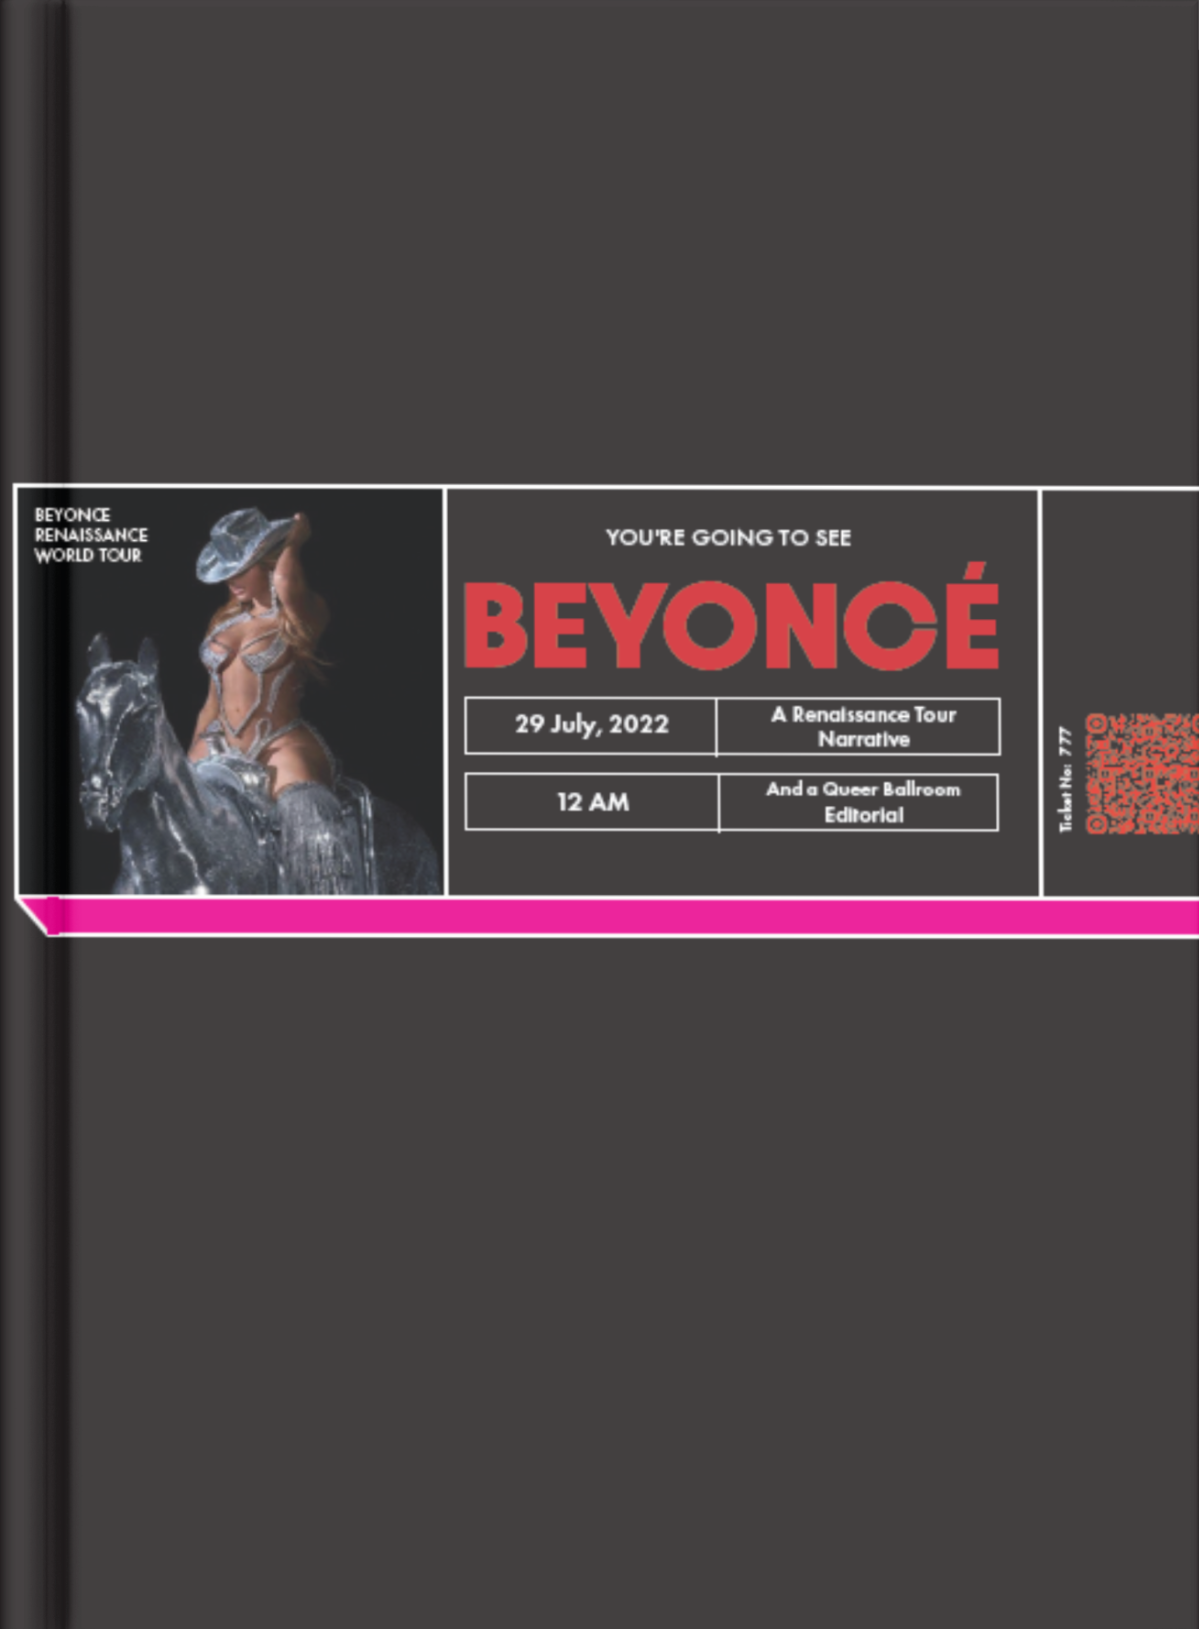 BEYONCE
RENAISSANCE
WORLD TOUR
YOU'RE GOING TO SEE
BEYONCÉ
29 July, 2022
A Renaissance Tour
Narrative
12 AM
And a Queer Ballroom
Editorial
Ticket No: 777